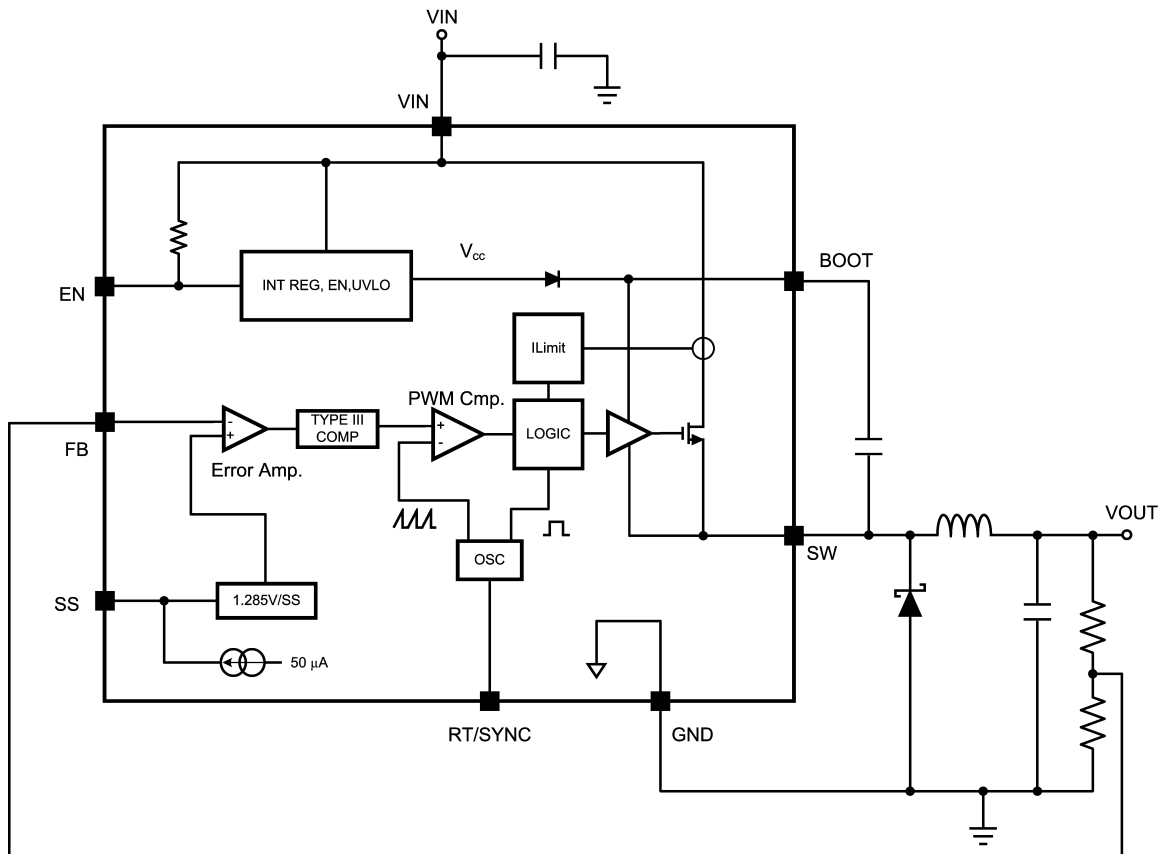 VIN
VIN
V_cc
BOOT
EN
INT REG, EN,UVLO
ILimit
PWM Cmp.
TYPE III
COMP
LOGIC
-
+
+
-
FB
Error Amp.
VOUT
SW
OSC
SS
1.285V/SS
50 µA
RT/SYNC
GND